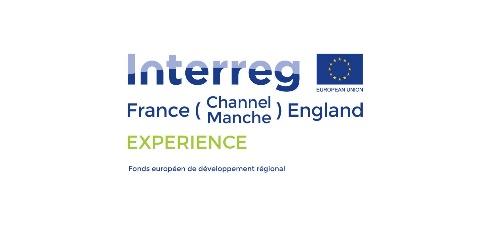 Interreg
EUROPEAN UNION
France ( Channel Manche ) England
EXPERIENCE
Fonds européen de développement régional